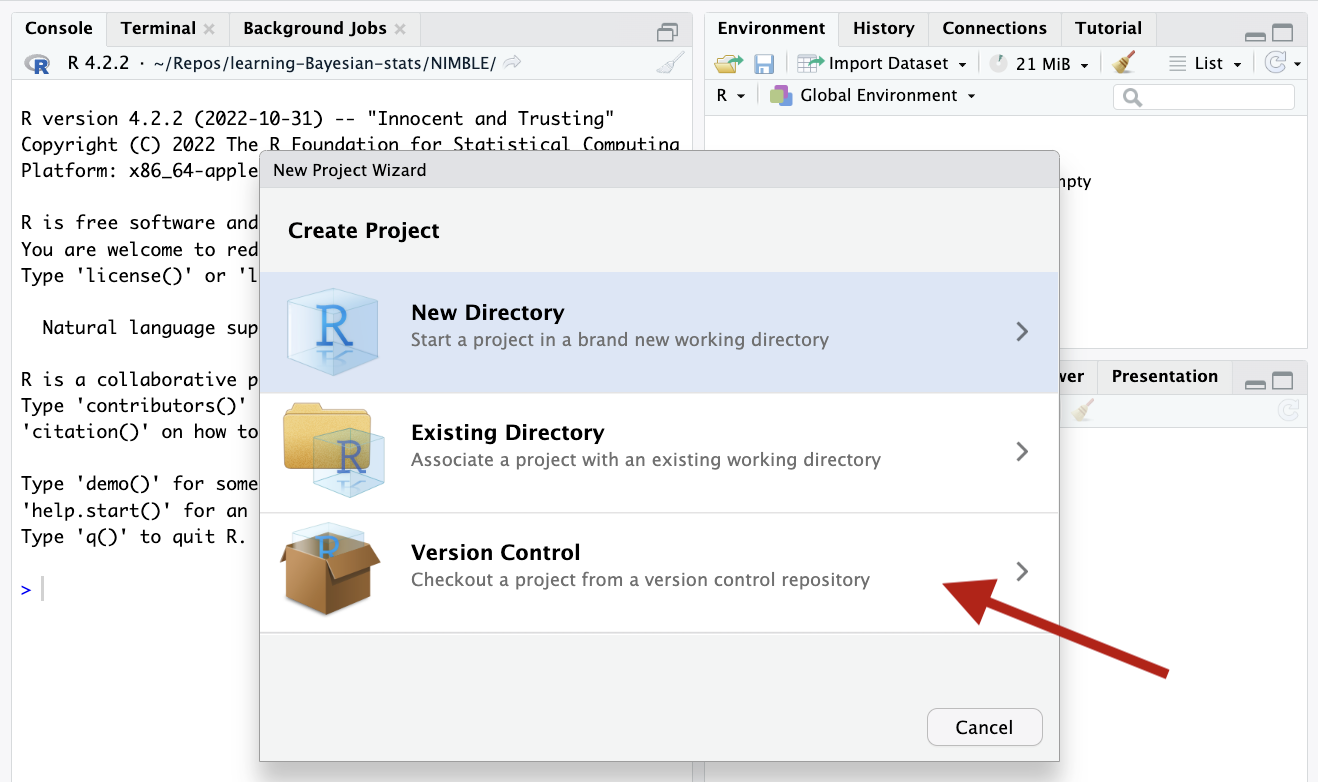 Console Terminal Background Jobs
R 4.2.2 · ~/Repos/learning-Bayesian-stats/NIMBLE/
R version 4.2.2 (2022-10-31) -- "Innocent and Trusting"
Copyright (C) 2022 The R Foundation for Statistical Computing
Platform: x86_64-apple
R is free software and
You are welcome to red
Type 'license()' or 'l
Natural language sup
R is a collaborative p
Type 'contributors()'
'citation()' on how to
Type 'demo()' for some
'help.start()' for an
Type 'q()' to quit R.
>
Environment History Connections Tutorial
Import Dataset 21 MiB List
R Global Environment
mpty
wer Presentation
New Project Wizard
Create Project
R
New Directory
Start a project in a brand new working directory
R
Existing Directory
Associate a project with an existing working directory
R
Version Control
Checkout a project from a version control repository
Cancel